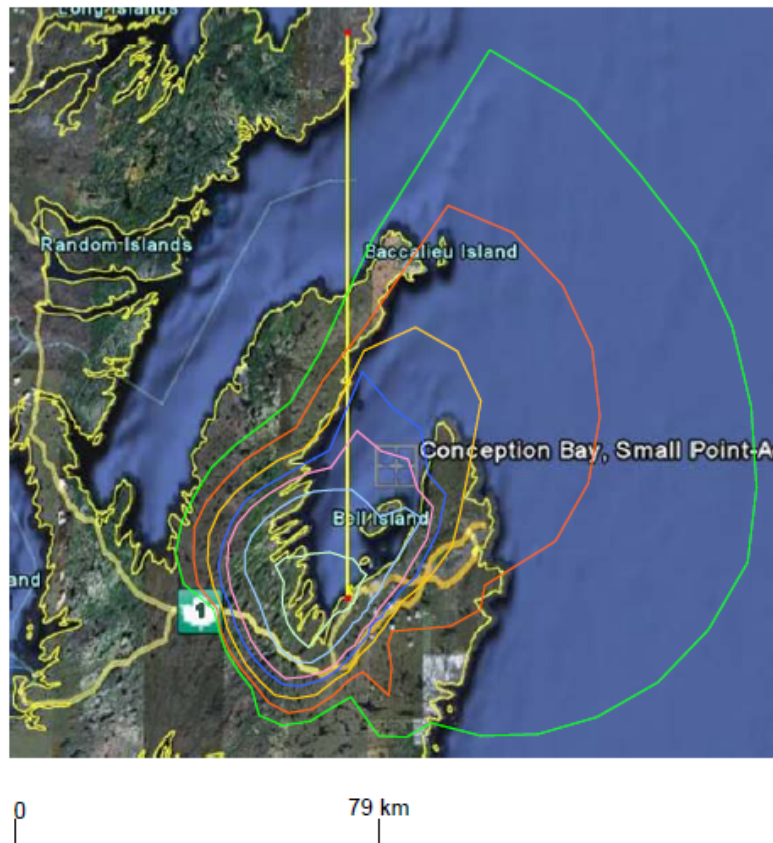 Long Islands
Random Islands
Baccalieu Island
Conception Bay, Small Point-A
Bell Island
and
1
0
79 km